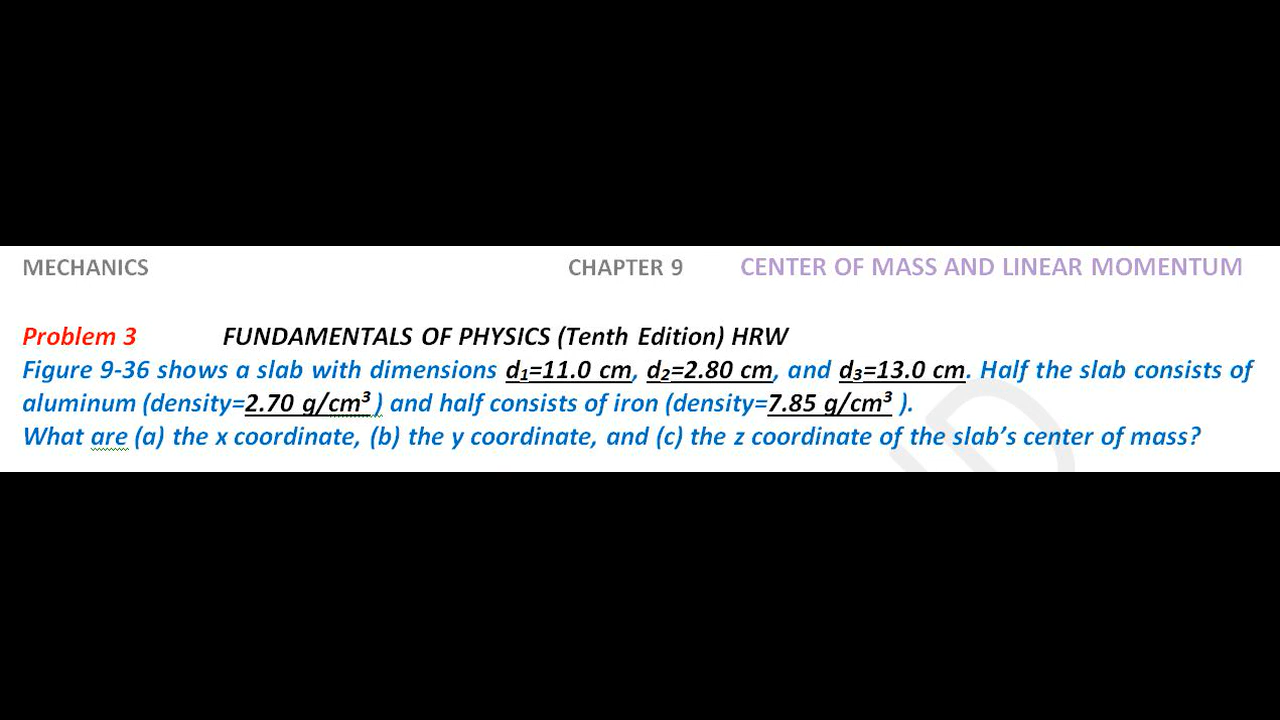 MECHANICS CHAPTER 9 CENTER OF MASS AND LINEAR MOMENTUM
Problem 3 FUNDAMENTALS OF PHYSICS (Tenth Edition) HRW
Figure 9-36 shows a slab with dimensions d₁=11.0 cm, d₂=2.80 cm, and d₃=13.0 cm. Half the slab consists of
aluminum (density=2.70 g/cm³) and half consists of iron (density=7.85 g/cm³ ).
What are (a) the x coordinate, (b) the y coordinate, and (c) the z coordinate of the slab’s center of mass?